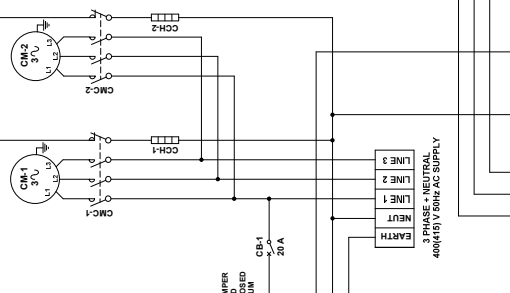 CCH-2
CM-2
3
L3
L2
L1
CMC-2
CCH-1
CM-1
3
L3
L2
L1
CMC-1
LINE 3
LINE 2
LINE 1
NEUT
EARTH
3 PHASE + NEUTRAL
400(415) V 50Hz AC SUPPLY
CB-1
20 A